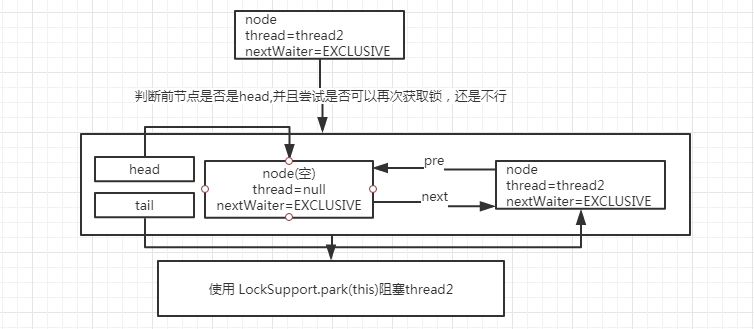 node
thread=thread2
nextWaiter=EXCLUSIVE
判断前节点是否是head,并且尝试是否可以再次获取锁，还是不行
head
tail
node(空)
thread=null
nextWaiter=EXCLUSIVE
pre
next
node
thread=thread2
nextWaiter=EXCLUSIVE
使用 LockSupport.park(this)阻塞thread2